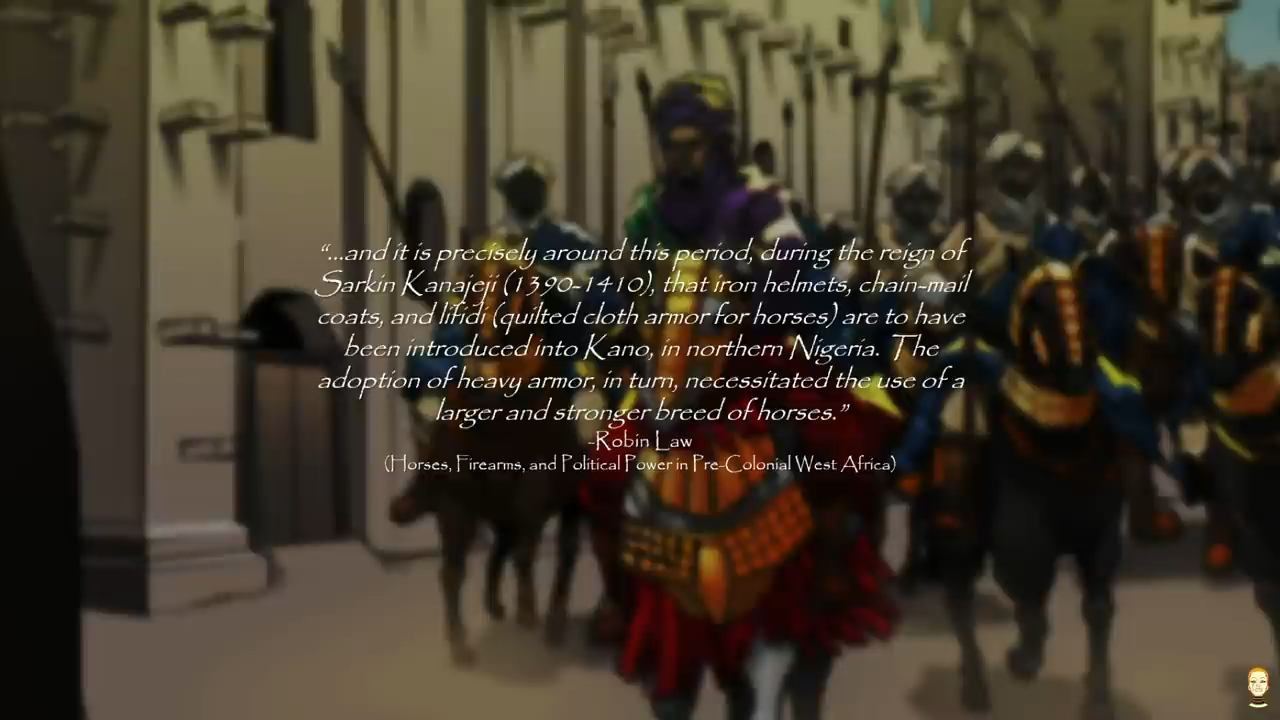 “...and it is precisely around this period, during the reign of
Sarkin Kanajeji (1390-1410), that iron helmets, chain-mail
coats, and lifidi (quilted cloth armor for horses) are to have
been introduced into Kano, in northern Nigeria. The
adoption of heavy armor, in turn, necessitated the use of a
larger and stronger breed of horses.”
-Robin Law
(Horses, Firearms, and Political Power in Pre-Colonial West Africa)